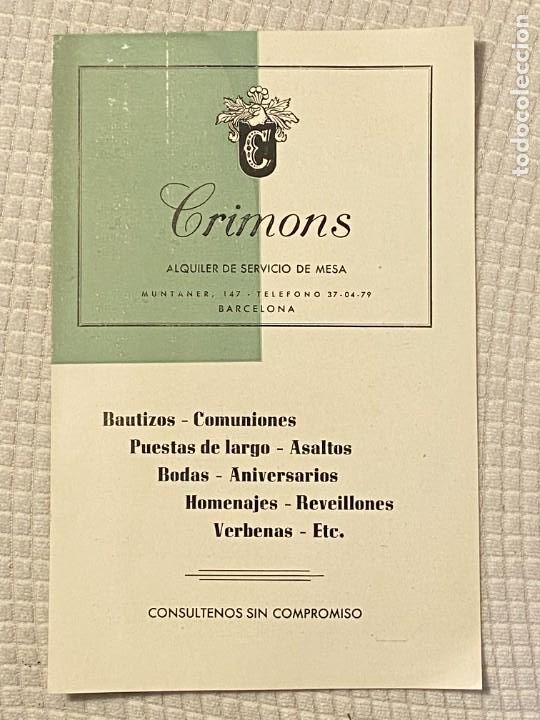 C
Crimons
ALQUILER DE SERVICIO DE MESA
MUNTANER, 147 - TELEFONO 37-04-79
BARCELONA
Bautizos - Comuniones
Puestas de largo - Asaltos
Bodas - Aniversarios
Homenajes - Reveillones
Verbenas - Etc.
CONSULTENOS SIN COMPROMISO
todocoleccion